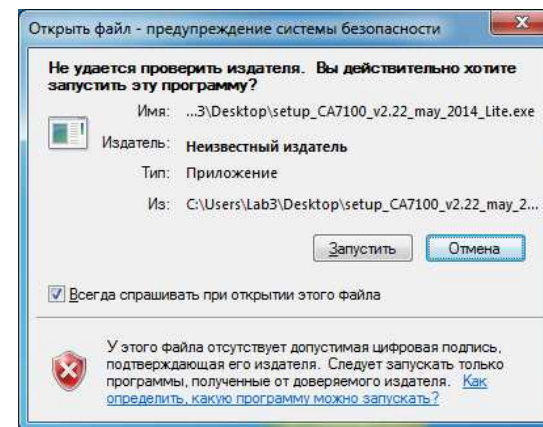 Открыть файл - предупреждение системы безопасности
Не удается проверить издателя. Вы действительно хотите
запустить эту программу?
Имя: ...3\Desktop\setup_CA7100_v2.22_may_2014_Lite.exe
Издатель: Неизвестный издатель
Тип: Приложение
Из: C:\Users\Lab3\Desktop\setup_CA7100_v2.22_may_2...
Запустить Отмена
Всегда спрашивать при открытии этого файла
У этого файла отсутствует допустимая цифровая подпись,
подтверждающая его издателя. Следует запускать только
программы, полученные от доверяемого издателя. Как
определить, какую программу можно запускать?